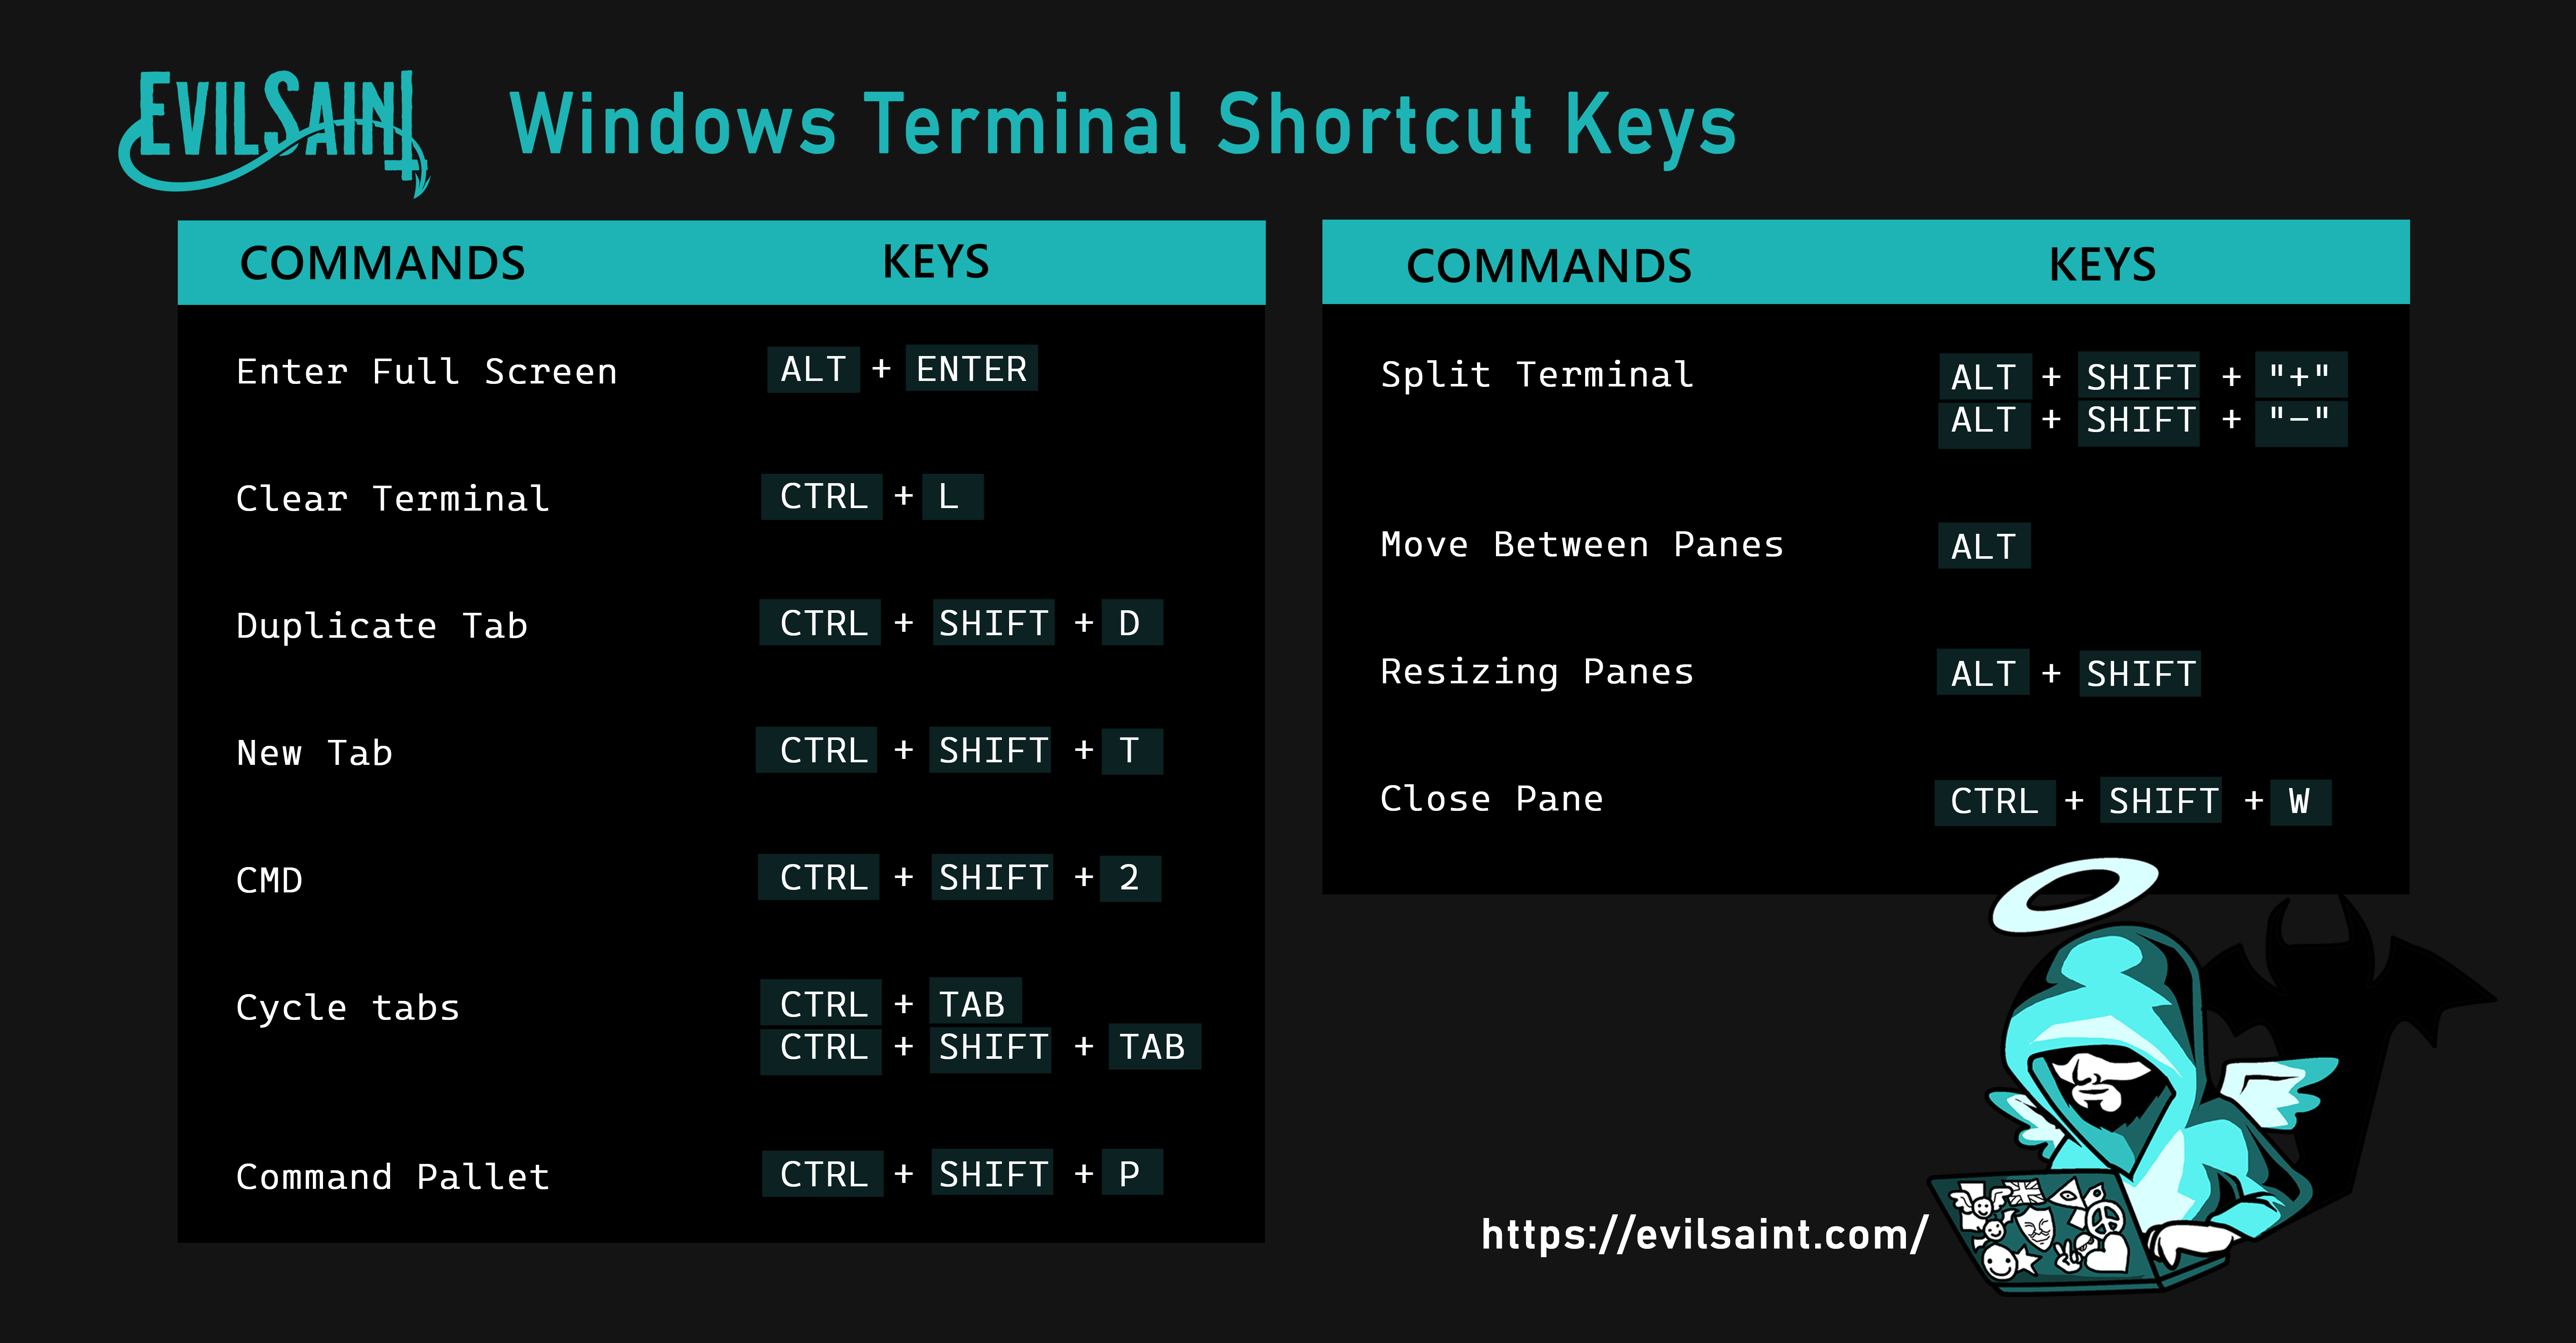 EVILSAINT
Windows Terminal Shortcut Keys
COMMANDS KEYS
Enter Full Screen ALT + ENTER
Clear Terminal CTRL + L
Duplicate Tab CTRL + SHIFT + D
New Tab CTRL + SHIFT + T
CMD CTRL + SHIFT + 2
Cycle tabs CTRL + TAB
CTRL + SHIFT + TAB
Command Pallet CTRL + SHIFT + P
COMMANDS KEYS
Split Terminal ALT + SHIFT + "+"
ALT + SHIFT + "-"
Move Between Panes ALT
Resizing Panes ALT + SHIFT
Close Pane CTRL + SHIFT + W
https://evilsaint.com/